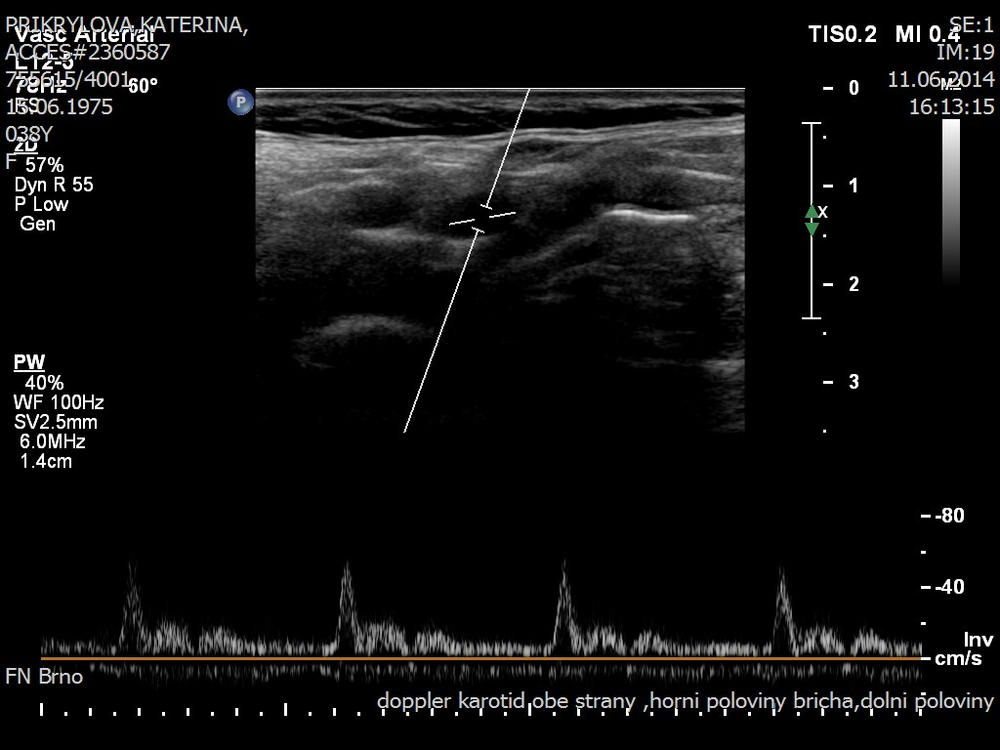 PRIKRYLOVA KATERINA,
Vasc Arterial
ACCES#2360587
L12-5
755615/4001
78Hz
60°
15.06.1975
RS
038Y
2D
F
57%
Dyn R 55
P Low
Gen
P
TIS0.2 MI 0.4
SE:1
IM:19
11.06.2014
M2
16:13:15
0
1
X
2
3
PW
40%
WF 100Hz
SV2.5mm
6.0MHz
1.4cm
-80
-40
Inv
cm/s
FN Brno
doppler karotid obe strany ,horni poloviny bricha,dolni poloviny